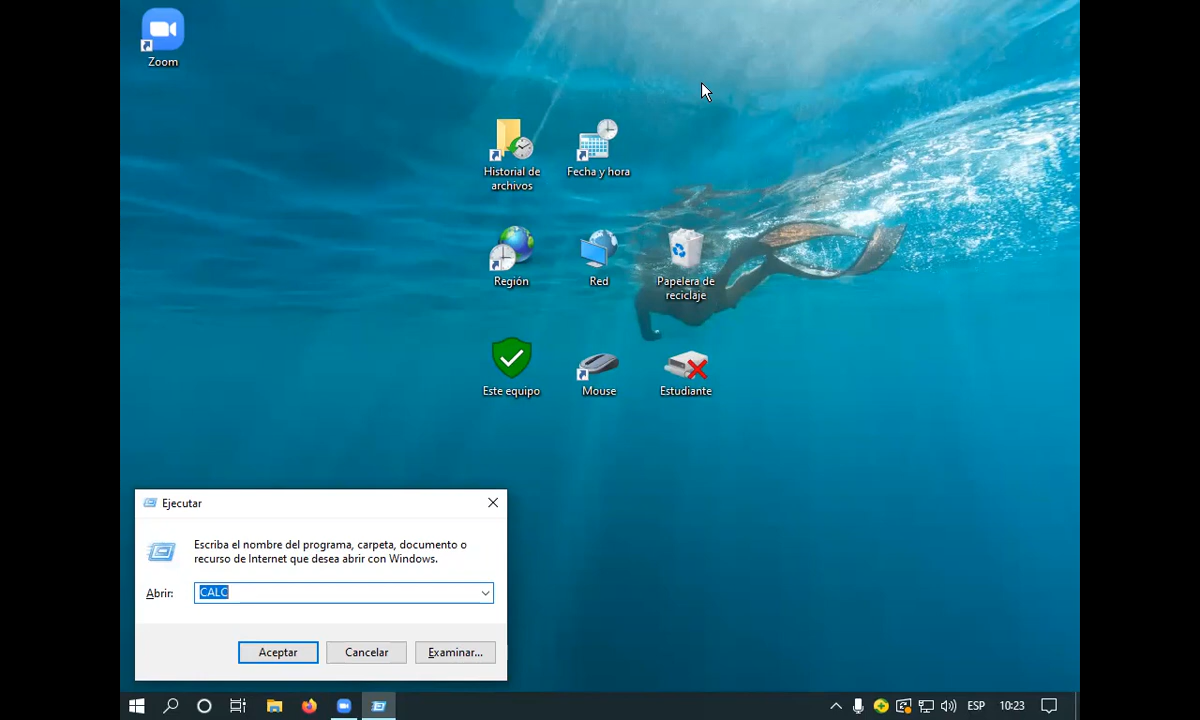 Zoom
Historial de
archivos
Fecha y hora
Región
Red
Papelera de
reciclaje
Este equipo
Mouse
Estudiante
Ejecutar
Escriba el nombre del programa, carpeta, documento o
recurso de Internet que desea abrir con Windows.
Abrir:
CALC
Aceptar
Cancelar
Examinar...
ESP
10:23